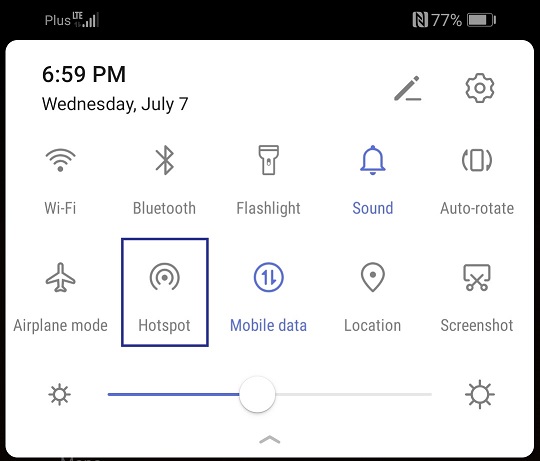 Plus LTE 77%
6:59 PM
Wednesday, July 7
Wi-Fi Bluetooth Flashlight Sound Auto-rotate
Airplane mode Hotspot Mobile data Location Screenshot